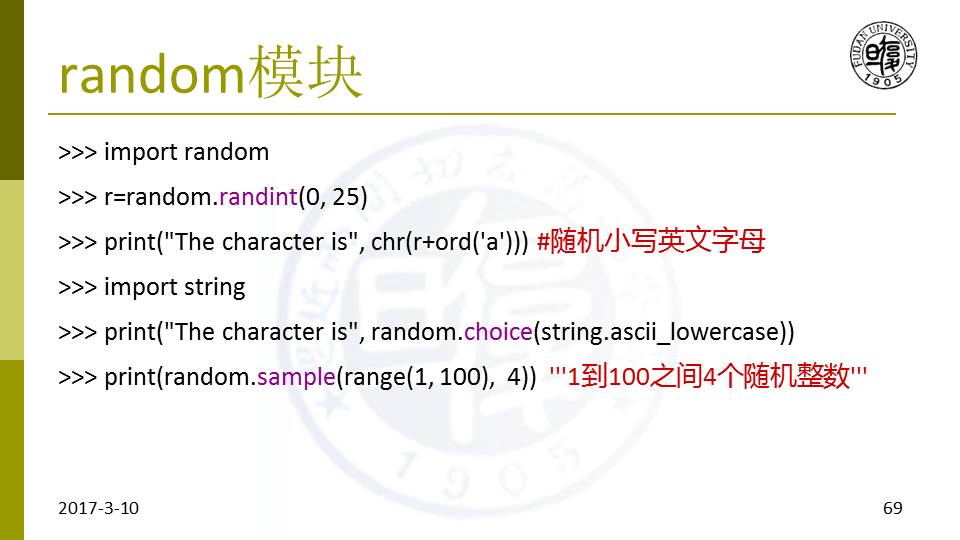 random模块
FUDAN UNIVERSITY
1905
>>> import random
>>> r=random.randint(0, 25)
>>> print("The character is", chr(r+ord('a'))) #随机小写英文字母
>>> import string
>>> print("The character is", random.choice(string.ascii_lowercase))
>>> print(random.sample(range(1, 100),  4))  '''1到100之间4个随机整数'''
1905
2017-3-10
69